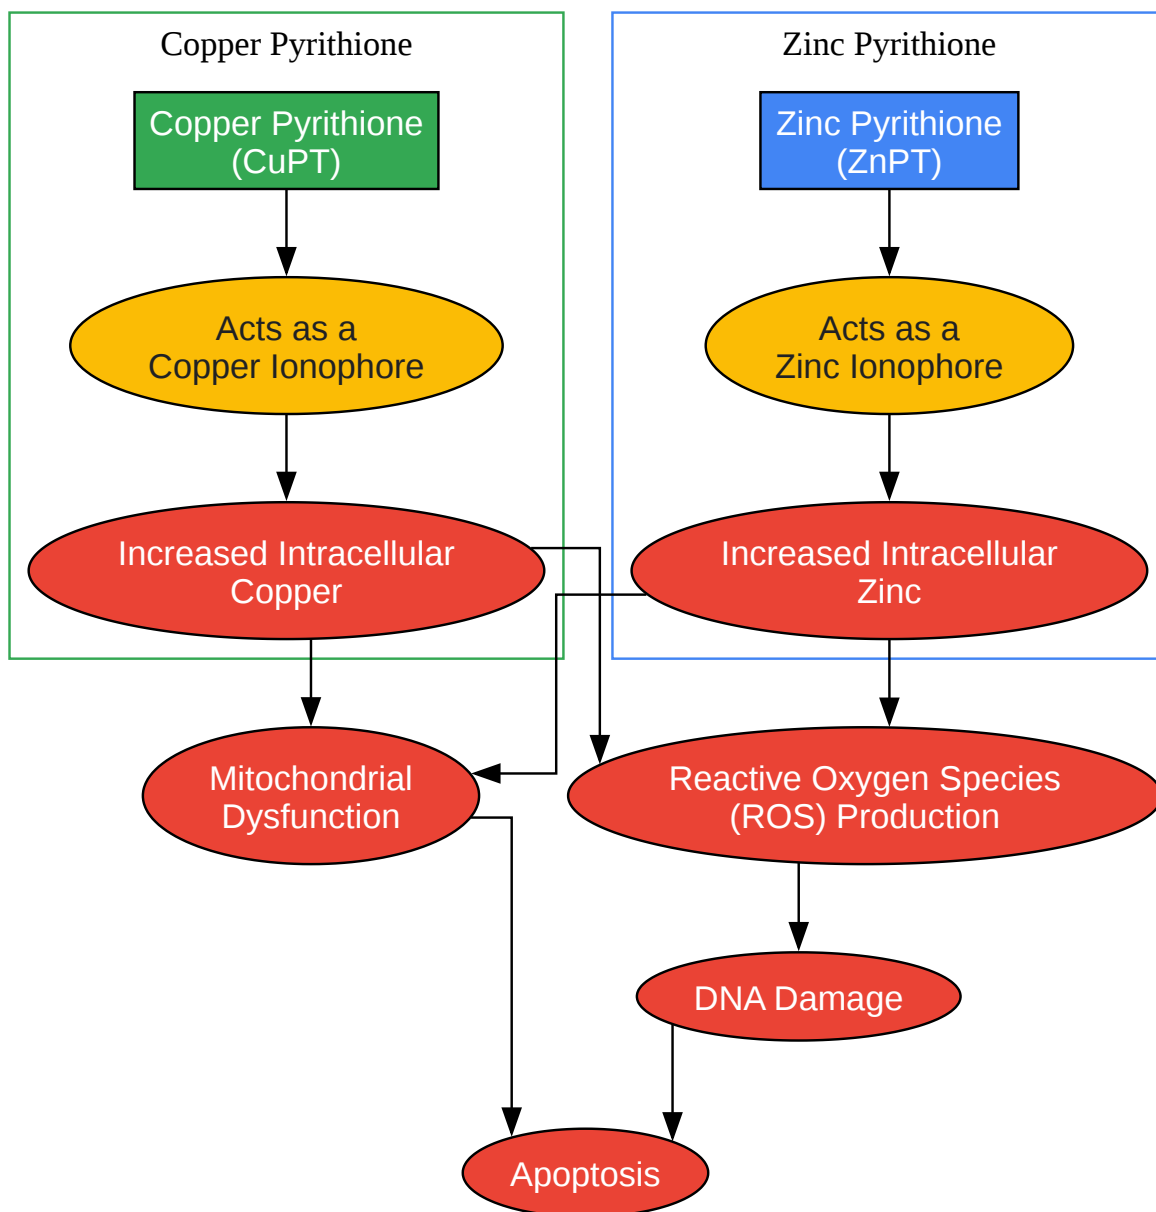 Copper Pyrithione
Zinc Pyrithione
Copper Pyrithione
(CuPT)
Zinc Pyrithione
(ZnPT)
Acts as a
Copper Ionophore
Acts as a
Zinc Ionophore
Increased Intracellular
Copper
Increased Intracellular
Zinc
Mitochondrial
Dysfunction
Reactive Oxygen Species
(ROS) Production
DNA Damage
Apoptosis